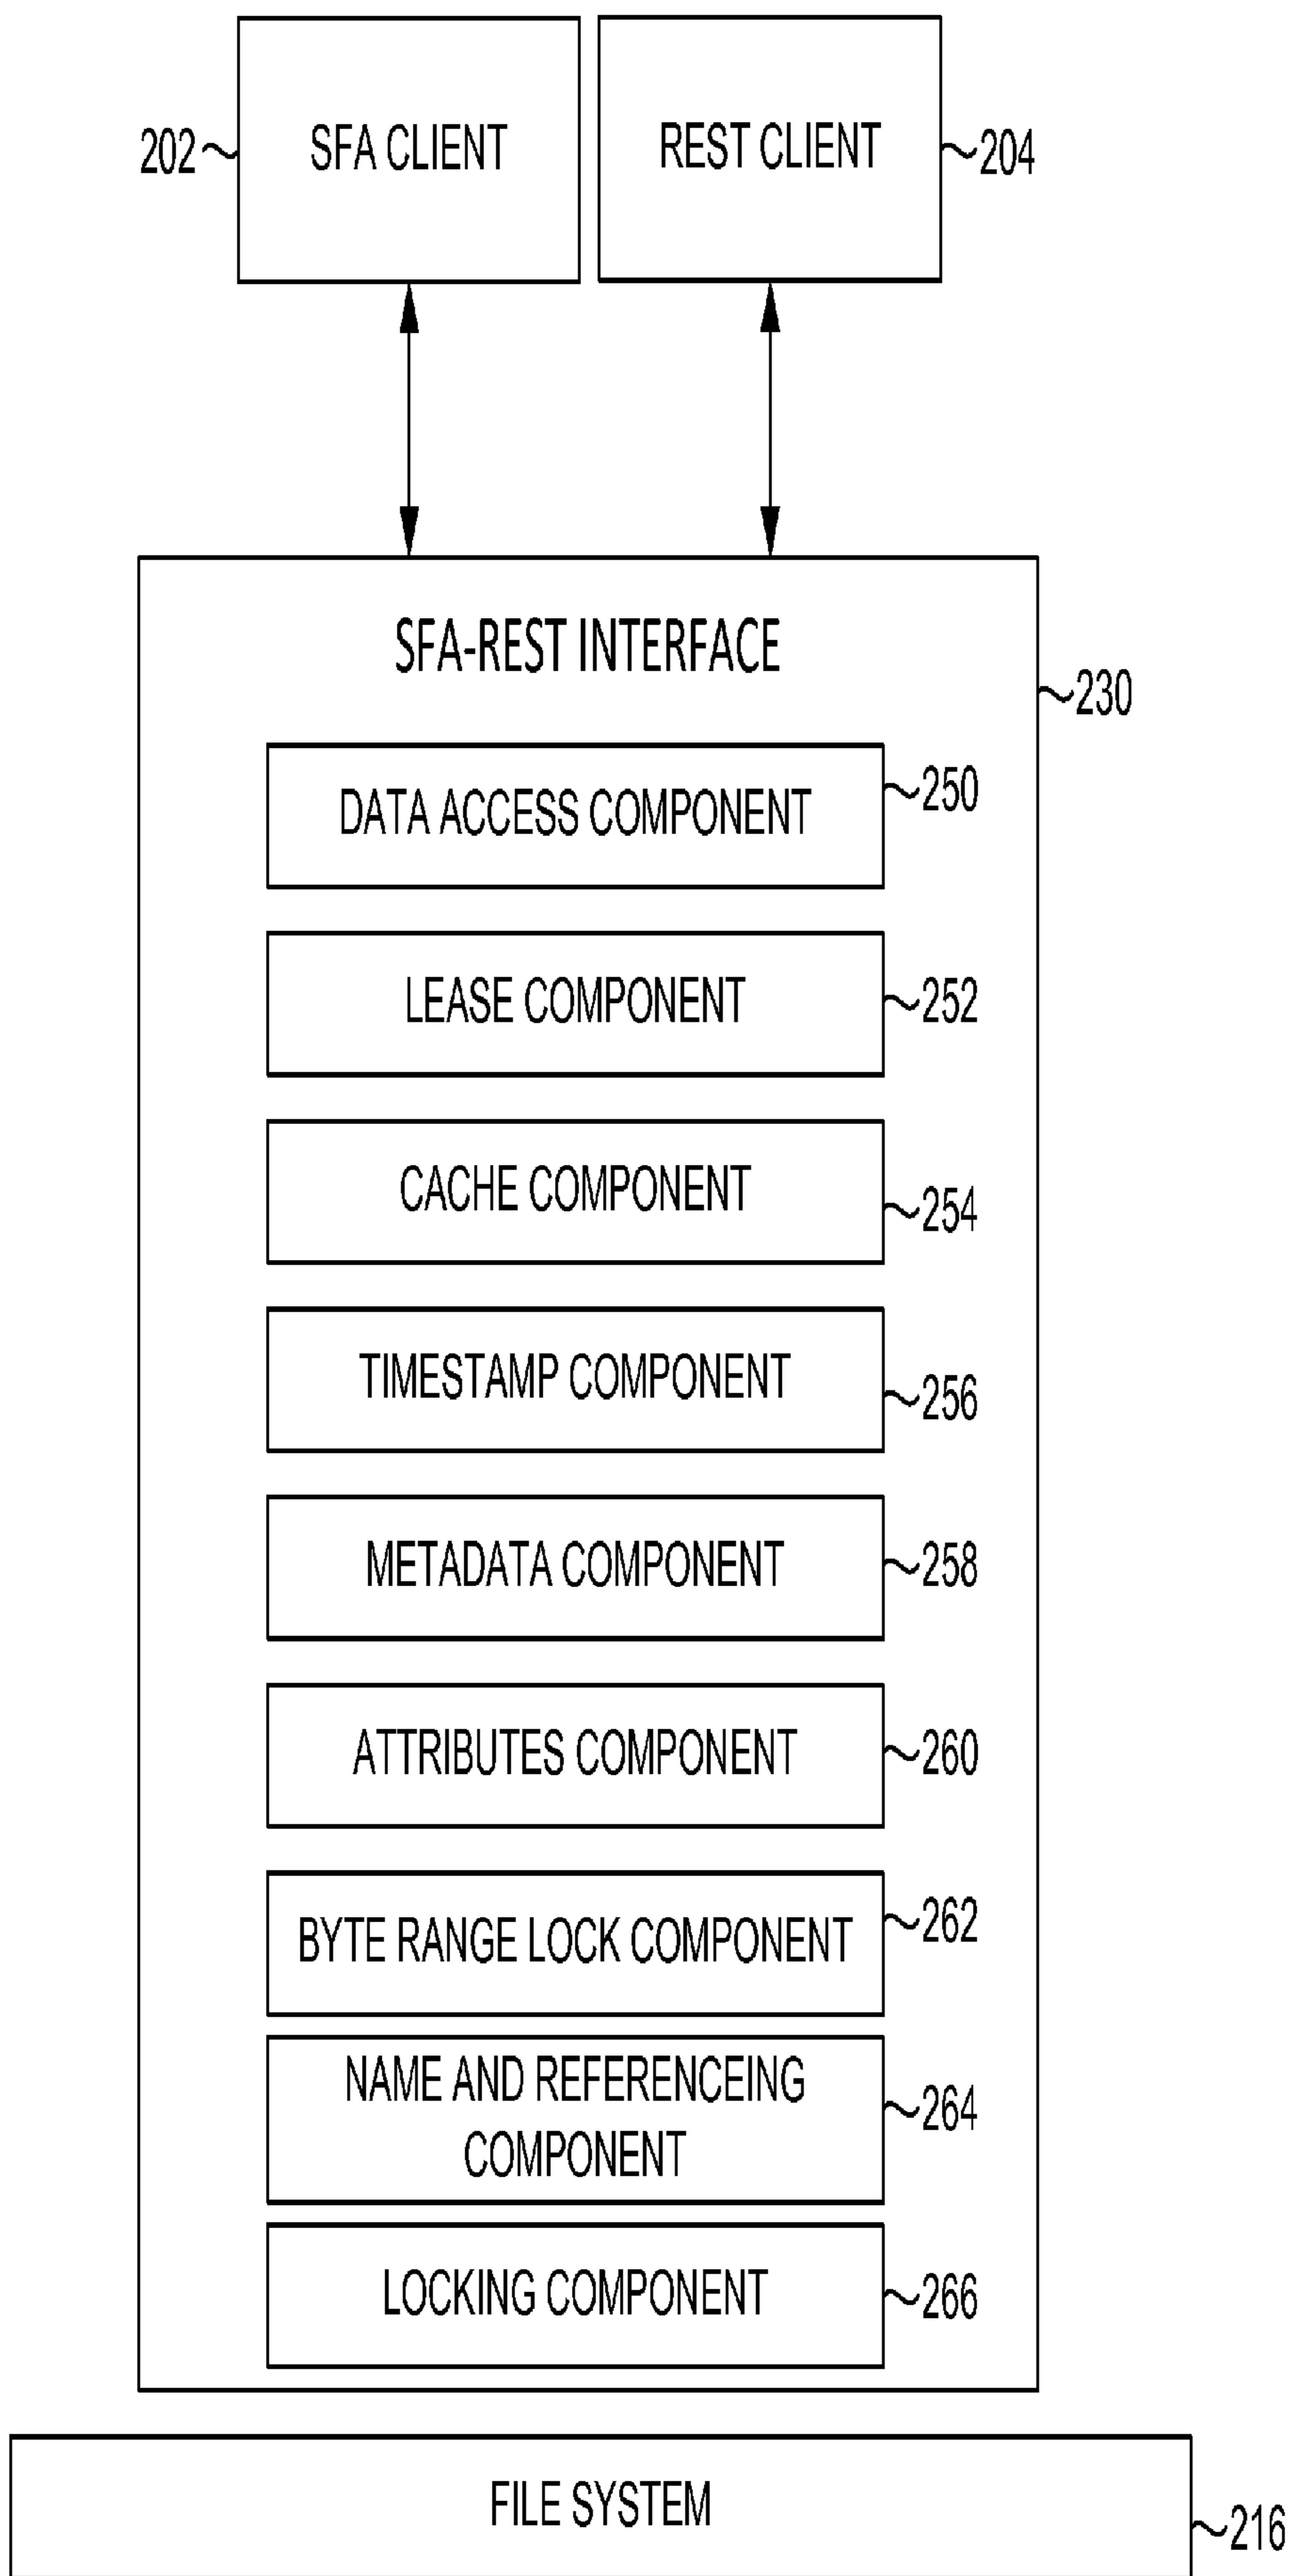 SFA CLIENT
202
REST CLIENT
204
SFA-REST INTERFACE
230
DATA ACCESS COMPONENT
250
LEASE COMPONENT
252
CACHE COMPONENT
254
TIMESTAMP COMPONENT
256
METADATA COMPONENT
258
ATTRIBUTES COMPONENT
260
BYTE RANGE LOCK COMPONENT
262
NAME AND REFERENCEING
COMPONENT
264
LOCKING COMPONENT
266
FILE SYSTEM
216